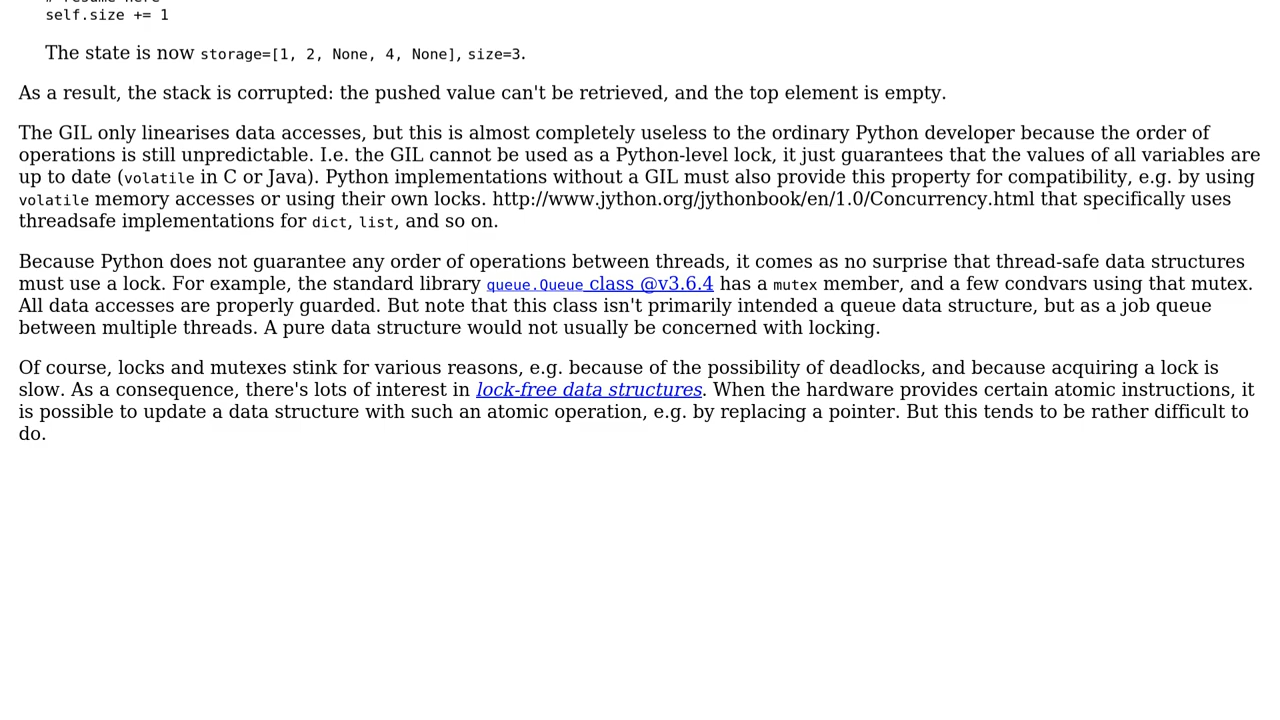 # resume here
self.size += 1
The state is now storage=[1, 2, None, 4, None], size=3.
As a result, the stack is corrupted: the pushed value can't be retrieved, and the top element is empty.
The GIL only linearises data accesses, but this is almost completely useless to the ordinary Python developer because the order of
operations is still unpredictable. I.e. the GIL cannot be used as a Python-level lock, it just guarantees that the values of all variables are
up to date (volatile in C or Java). Python implementations without a GIL must also provide this property for compatibility, e.g. by using
volatile memory accesses or using their own locks. http://www.jython.org/jythonbook/en/1.0/Concurrency.html that specifically uses
threadsafe implementations for dict, list, and so on.
Because Python does not guarantee any order of operations between threads, it comes as no surprise that thread-safe data structures
must use a lock. For example, the standard library queue.Queue class @v3.6.4 has a mutex member, and a few condvars using that mutex.
All data accesses are properly guarded. But note that this class isn't primarily intended a queue data structure, but as a job queue
between multiple threads. A pure data structure would not usually be concerned with locking.
Of course, locks and mutexes stink for various reasons, e.g. because of the possibility of deadlocks, and because acquiring a lock is
slow. As a consequence, there's lots of interest in lock-free data structures. When the hardware provides certain atomic instructions, it
is possible to update a data structure with such an atomic operation, e.g. by replacing a pointer. But this tends to be rather difficult to
do.